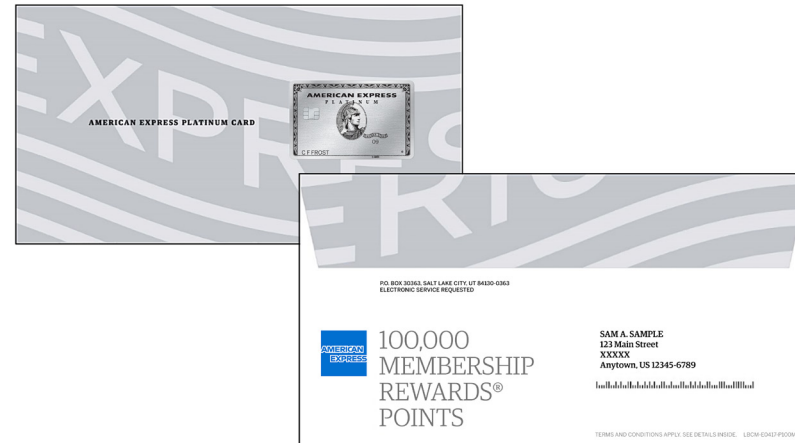 EXPR
AMERICAN EXPRESS PLATINUM CARD
AMERICAN EXPRESS
PLATINUM
C F FROST
ERIC
P.O. BOX 30363, SALT LAKE CITY, UT 84130-0363
ELECTRONIC SERVICE REQUESTED
AMERICAN
EXPRESS
100,000
MEMBERSHIP
REWARDS®
POINTS
SAM A. SAMPLE
123 Main Street
XXXXX
Anytown, US 12345-6789
TERMS AND CONDITIONS APPLY. SEE DETAILS INSIDE.